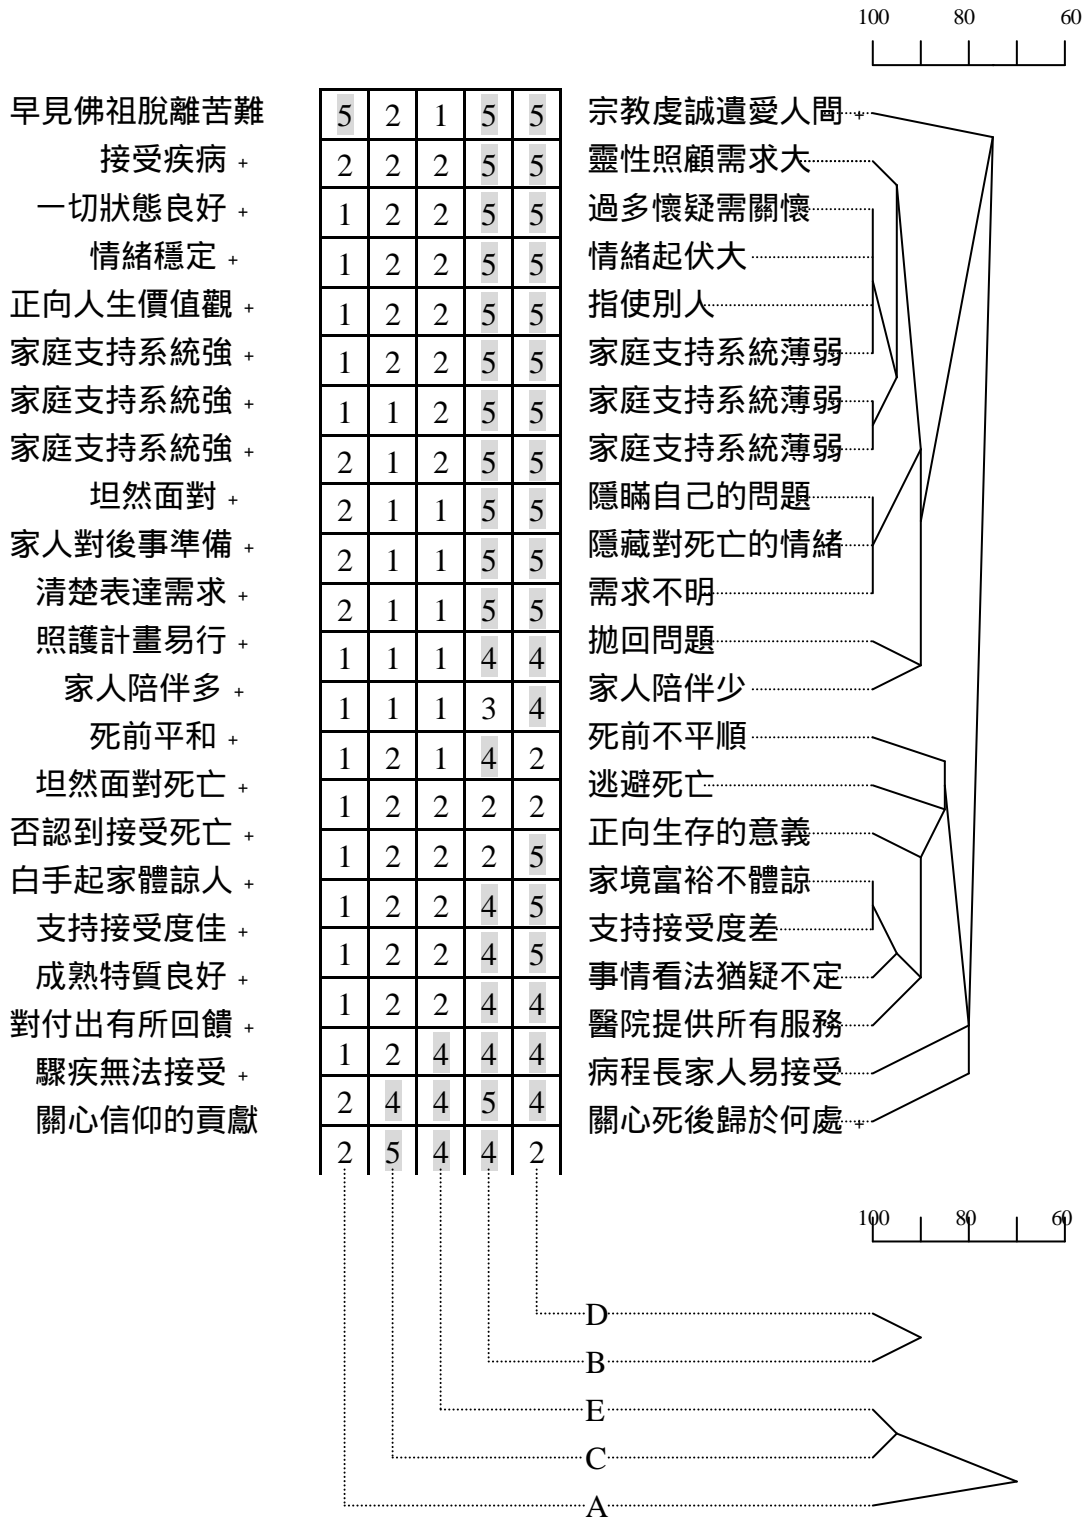 100 80 60
早見佛祖脫離苦難 5 2 1 5 5 宗教虔誠遺愛人間 +
接受疾病 + 2 2 2 5 5 靈性照顧需求大
一切狀態良好 + 1 2 2 5 5 過多懷疑需關懷
情緒穩定 + 1 2 2 5 5 情緒起伏大
正向人生價值觀 + 1 2 2 5 5 指使別人
家庭支持系統強 + 1 2 2 5 5 家庭支持系統薄弱
家庭支持系統強 + 1 1 2 5 5 家庭支持系統薄弱
家庭支持系統強 + 2 1 2 5 5 家庭支持系統薄弱
坦然面對 + 2 1 1 5 5 隱瞞自己的問題
家人對後事準備 + 2 1 1 5 5 隱藏對死亡的情緒
清楚表達需求 + 2 1 1 5 5 需求不明
照護計畫易行 + 1 1 1 4 4 拋回問題
家人陪伴多 + 1 1 1 3 4 家人陪伴少
死前平和 + 1 2 1 4 2 死前不平順
坦然面對死亡 + 1 2 2 2 2 逃避死亡
否認到接受死亡 + 1 2 2 2 5 正向生存的意義
白手起家體諒人 + 1 2 2 4 5 家境富裕不體諒
支持接受度佳 + 1 2 2 4 5 支持接受度差
成熟特質良好 + 1 2 2 4 4 事情看法猶疑不定
對付出有所回饋 + 1 2 4 4 4 醫院提供所有服務
驟疾無法接受 + 2 4 4 5 4 病程長家人易接受
關心信仰的貢獻 2 5 4 4 2 關心死後歸於何處 +
100 80 60
D
B
E
C
A